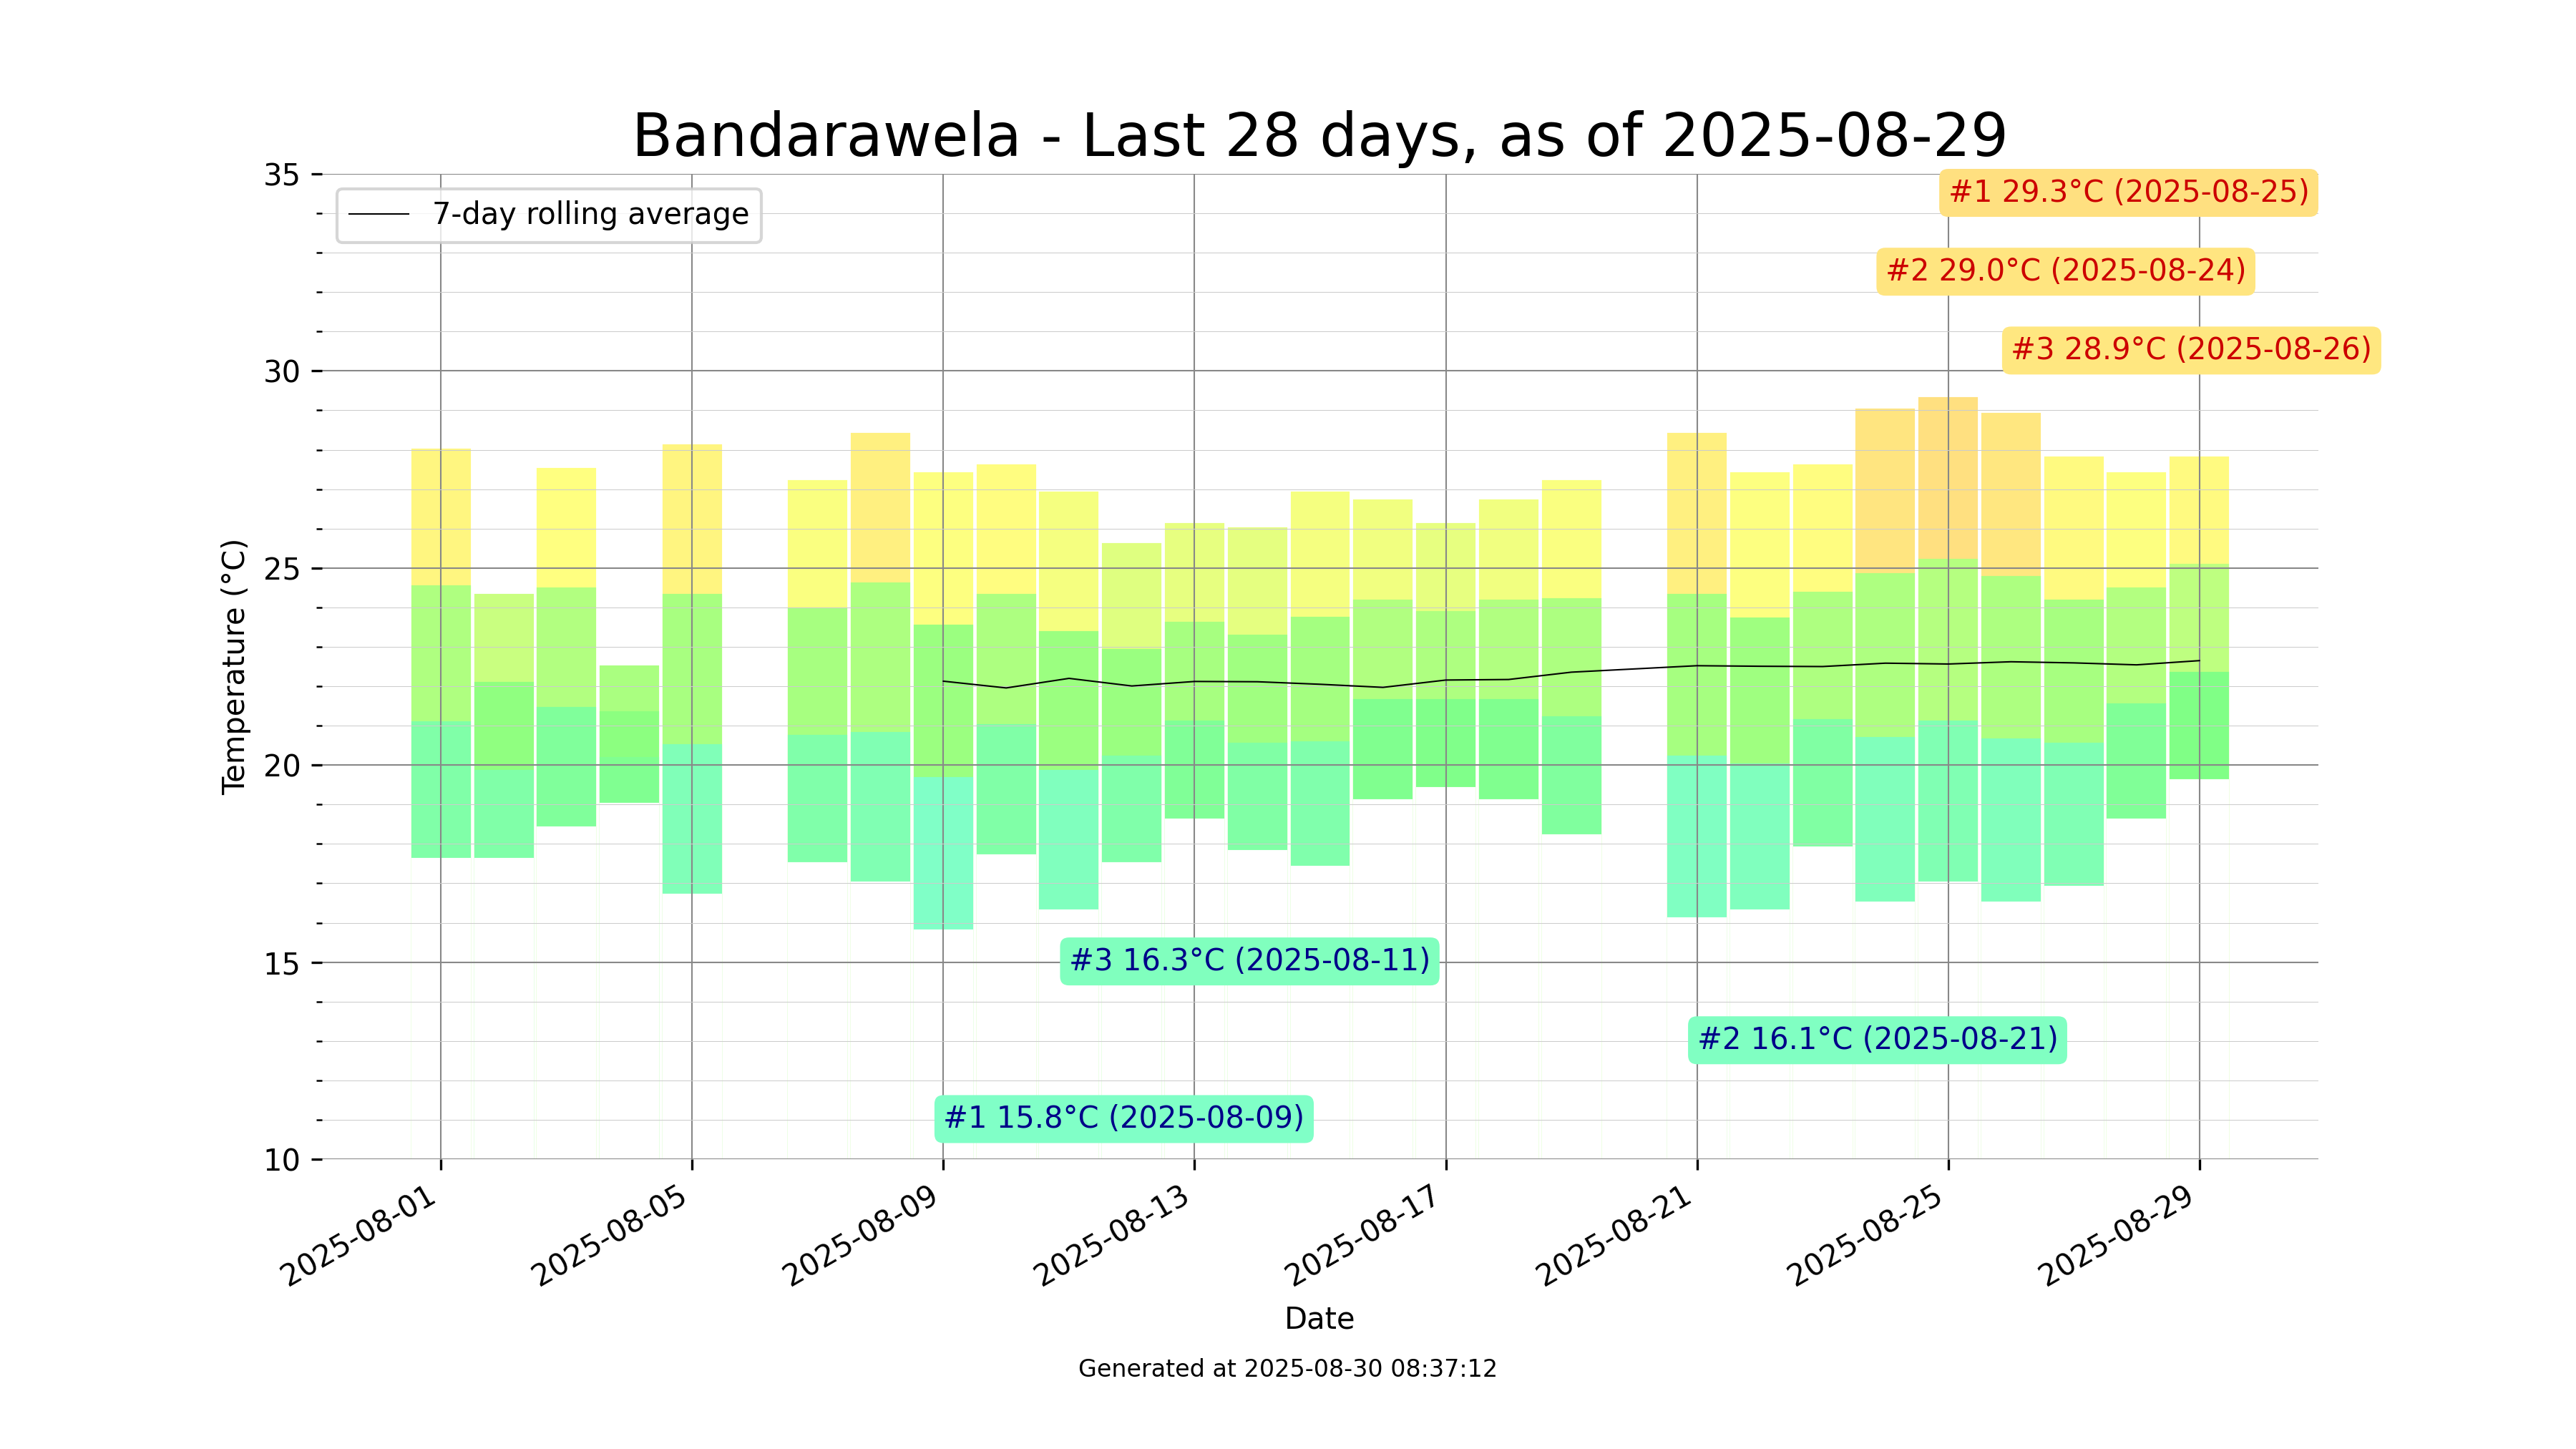 Bandarawela - Last 28 days, as of 2025-08-29
35
7-day rolling average
#1 29.3°C (2025-08-25)
#2 29.0°C (2025-08-24)
#3 28.9°C (2025-08-26)
30
25
Temperature (°C)
20
15
#3 16.3°C (2025-08-11)
#2 16.1°C (2025-08-21)
#1 15.8°C (2025-08-09)
10
2025-08-01
2025-08-05
2025-08-09
2025-08-13
2025-08-17
2025-08-21
2025-08-25
2025-08-29
Date
Generated at 2025-08-30 08:37:12